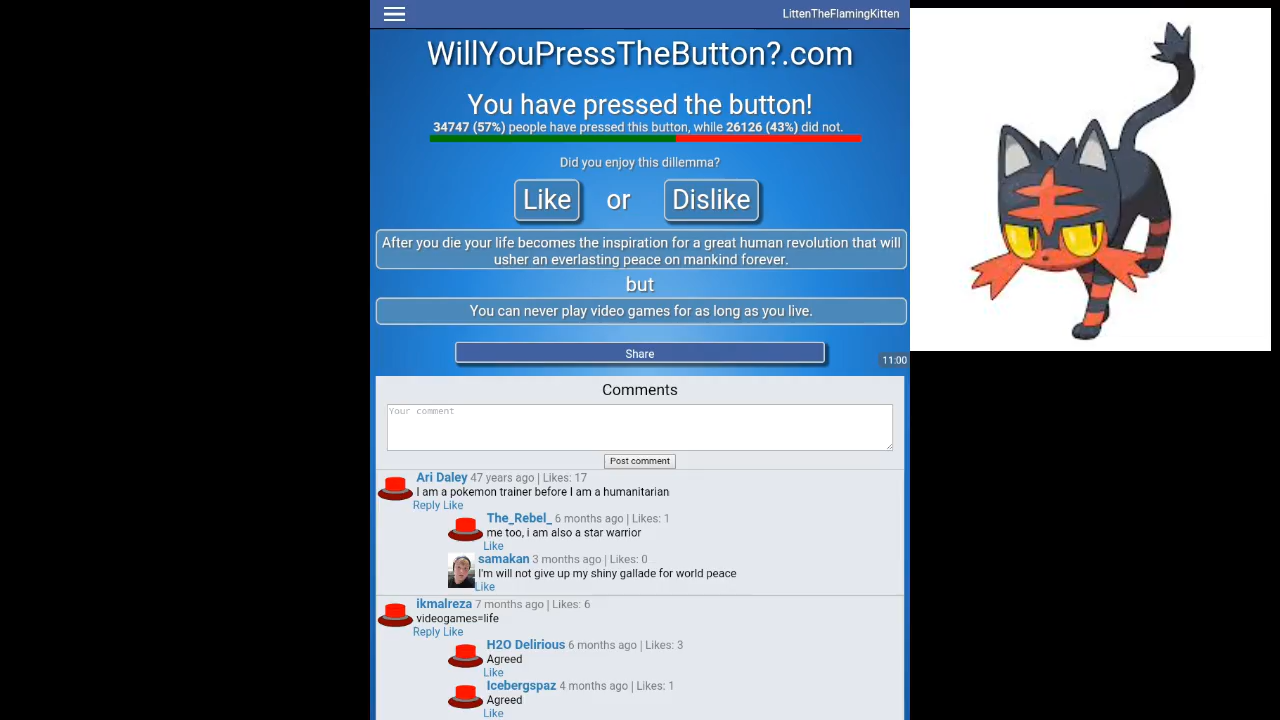 LittenTheFlamingKitten
WillYouPressTheButton?.com
You have pressed the button!
34747 (57%) people have pressed this button, while 26126 (43%) did not.
Did you enjoy this dillemma?
Like or Dislike
After you die your life becomes the inspiration for a great human revolution that will
usher an everlasting peace on mankind forever.
but
You can never play video games for as long as you live.
Share
11:00
Comments
Your comment
Post comment
Ari Daley 47 years ago | Likes: 17
I am a pokemon trainer before I am a humanitarian
Reply Like
The_Rebel_ 6 months ago | Likes: 1
me too, i am also a star warrior
Like
samakan 3 months ago | Likes: 0
I'm will not give up my shiny gallade for world peace
Like
ikmalreza 7 months ago | Likes: 6
videogames=life
Reply Like
H2O Delirious 6 months ago | Likes: 3
Agreed
Like
Icebergspaz 4 months ago | Likes: 1
Agreed
Like